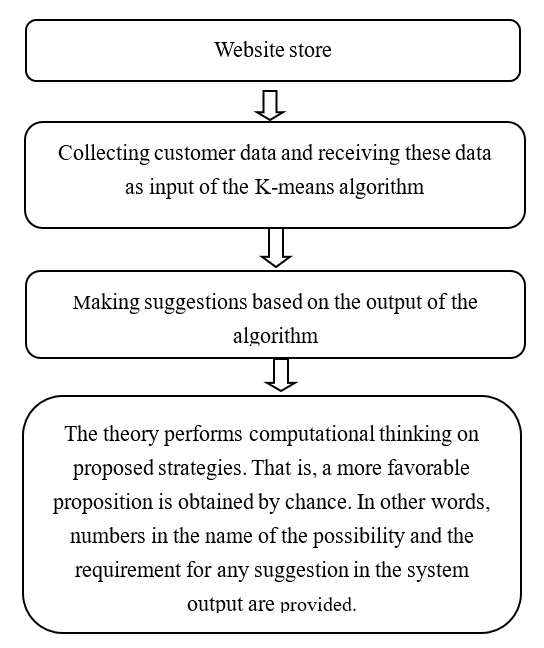 Website store
Collecting customer data and receiving these data
as input of the K-means algorithm
Making suggestions based on the output of the
algorithm
The theory performs computational thinking on
proposed strategies. That is, a more favorable
proposition is obtained by chance. In other words,
numbers in the name of the possibility and the
requirement for any suggestion in the system
output are provided.